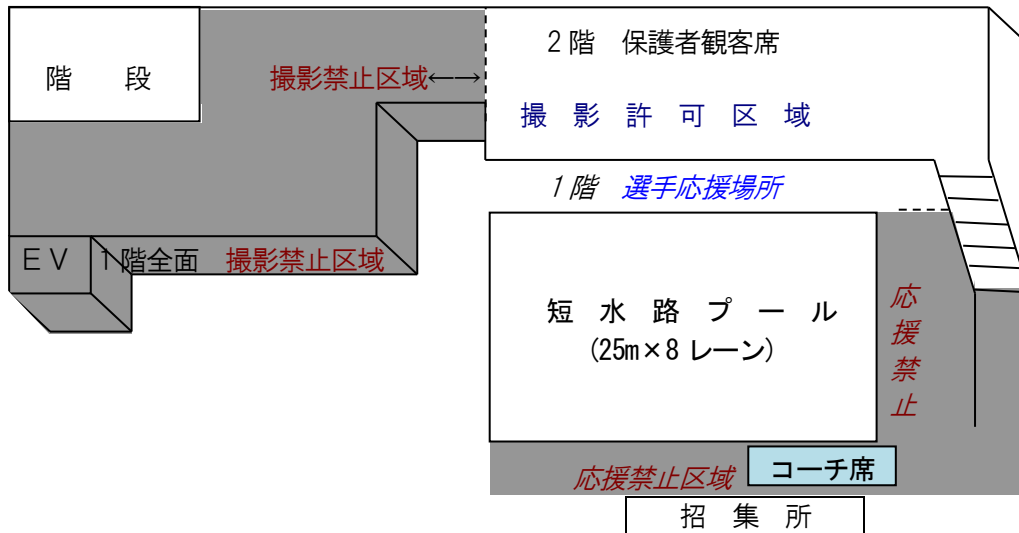 2階 保護者観客席
階 段
撮影禁止区域←→
撮 影 許 可 区 域
1階 選手応援場所
EV
1階全面 撮影禁止区域
短 水 路 プ ー ル
(25m×8 レーン)
応援禁止
応援禁止区域
コーチ席
招 集 所